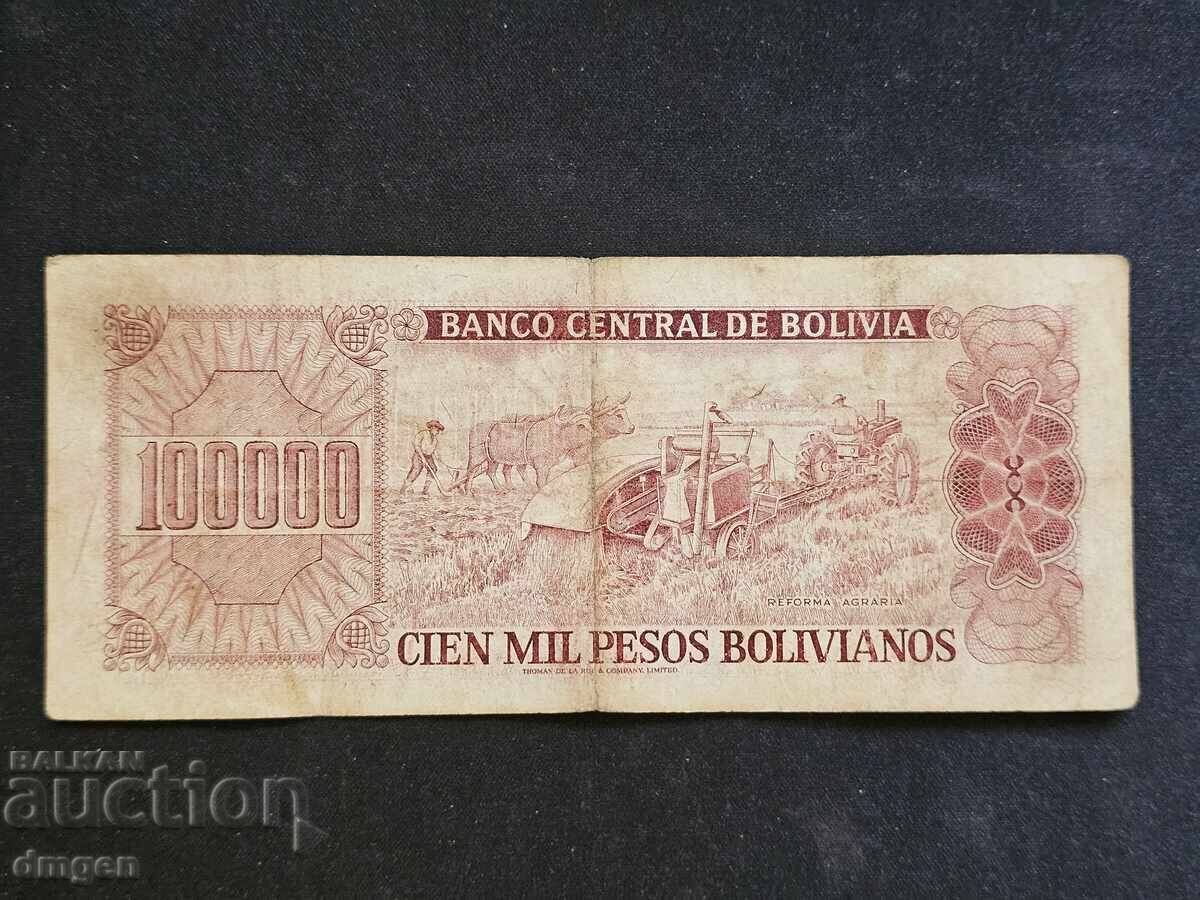 BANCO CENTRAL DE BOLIVIA
100000
REFORMA AGRARIA
CIEN MIL PESOS BOLIVIANOS
THOMAS DE LA RUE & COMPANY, LIMITED.
BALKAN
auction
dmgen